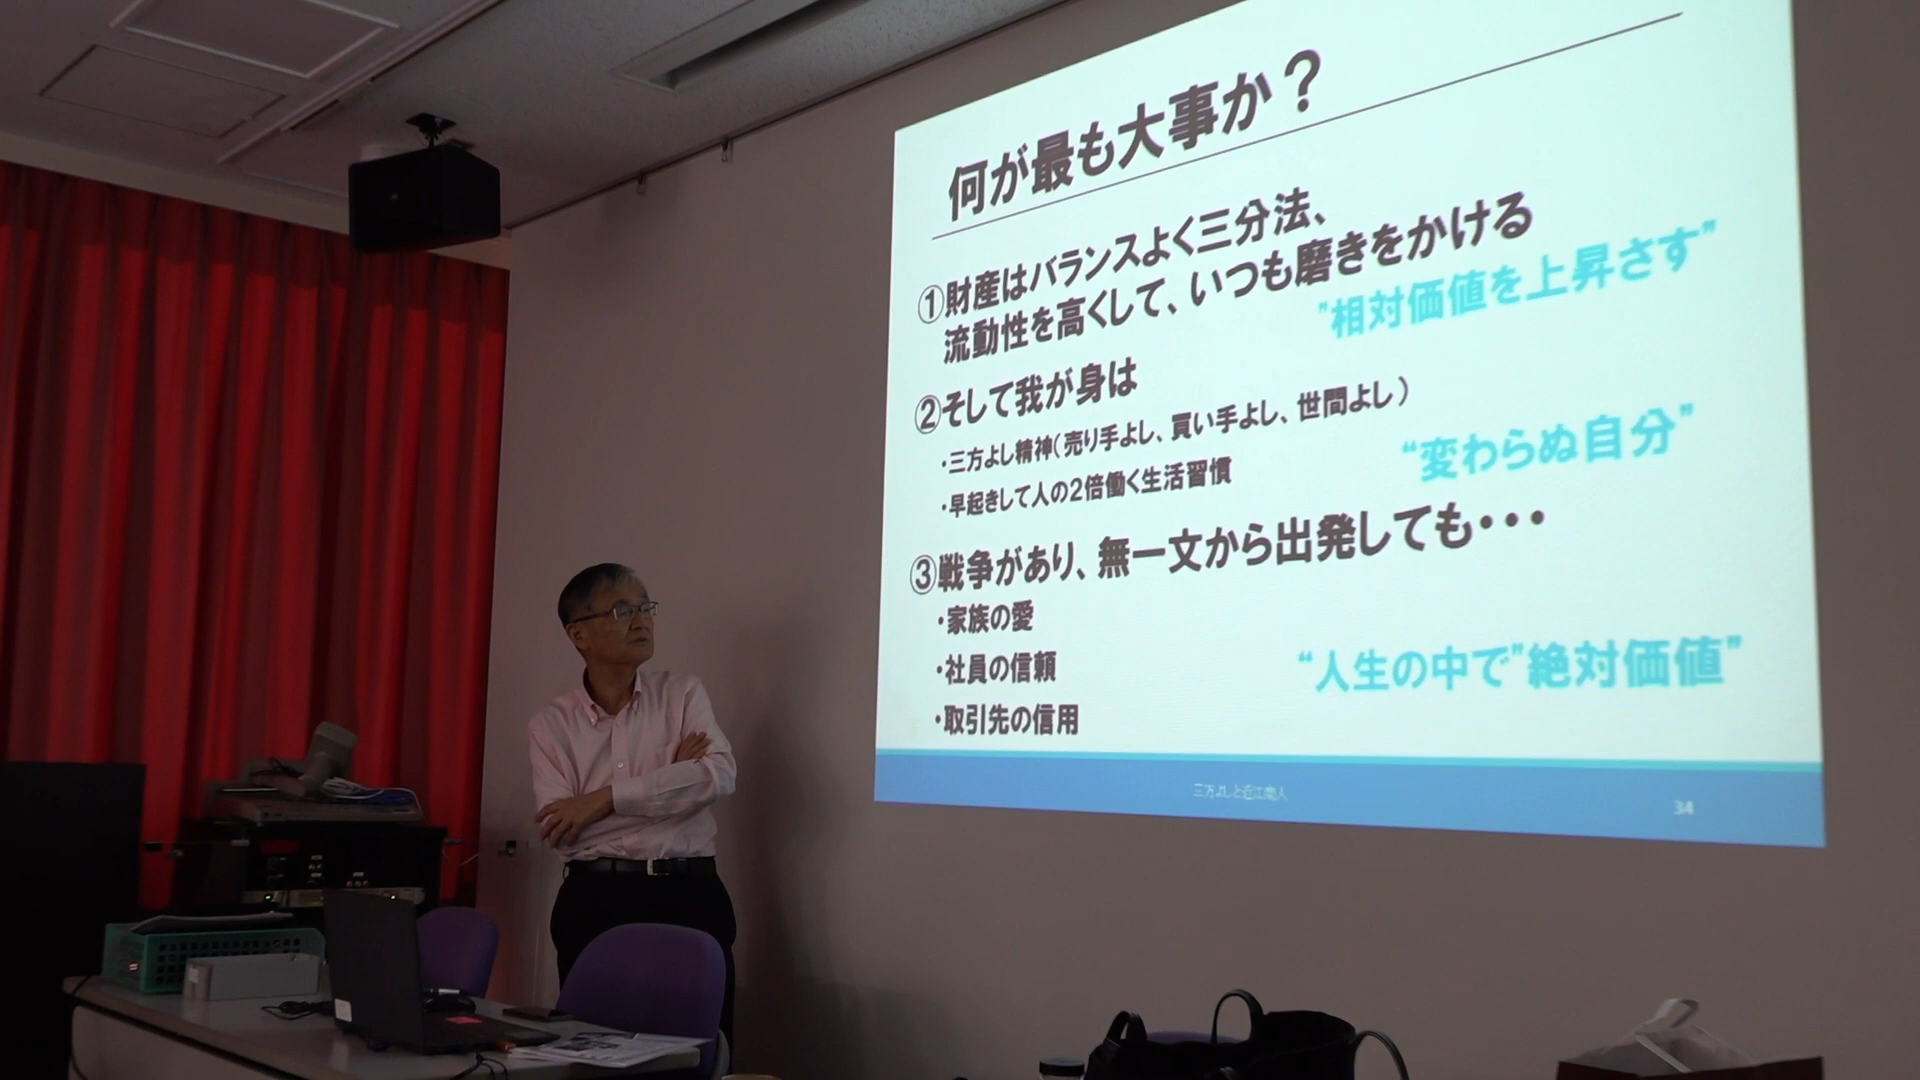 何が最も大事か？
①財産はバランスよく三分法、
流動性を高くして、いつも磨きをかける
”相対価値を上昇さす”
②そして我が身は
・三方よし精神（売り手よし、買い手よし、世間よし）
・早起きして人の２倍働く生活習慣
“変わらぬ自分”
③戦争があり、無一文から出発しても・・・
・家族の愛
・社員の信頼
・取引先の信用
“人生の中で”絶対価値”
三方よしと近江商人
34